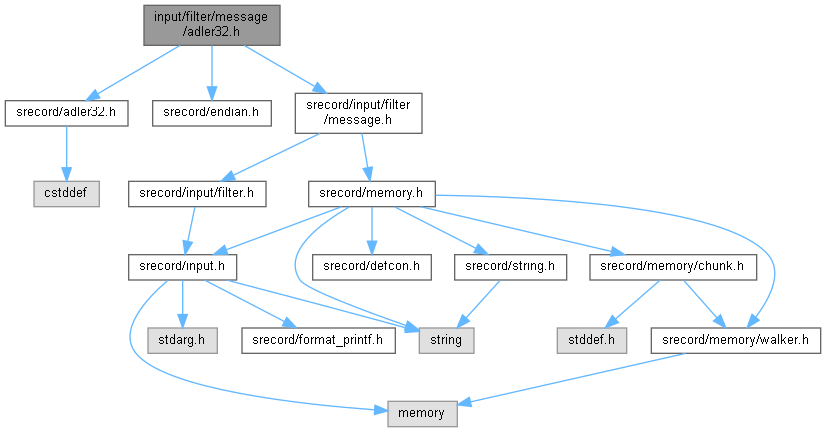 input/filter/message
/adler32.h
srecord/adler32.h
srecord/endian.h
srecord/input/filter
/message.h
cstddef
srecord/input/filter.h
srecord/memory.h
srecord/input.h
srecord/defcon.h
srecord/string.h
srecord/memory/chunk.h
stdarg.h
srecord/format_printf.h
string
stddef.h
srecord/memory/walker.h
memory